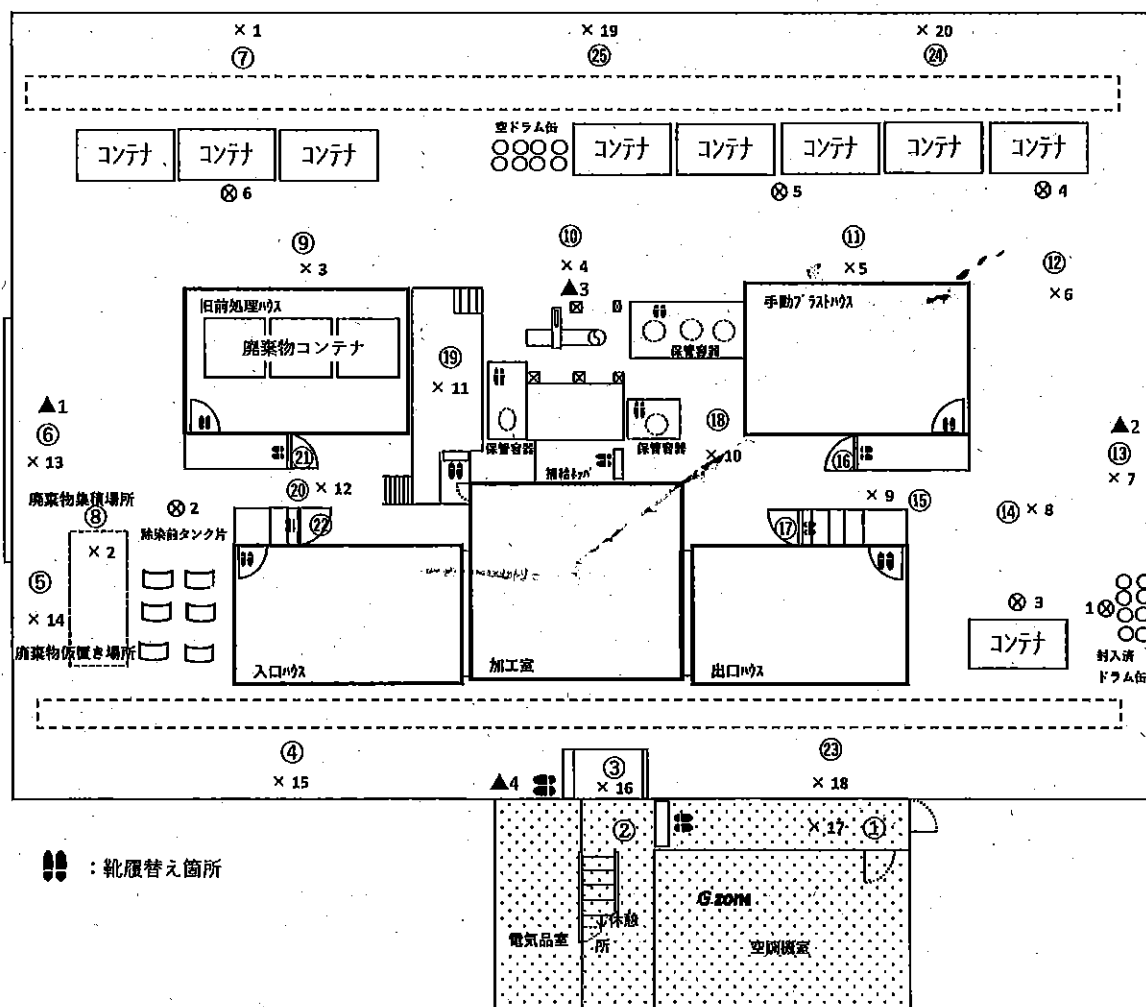 × 1
× 19
× 20
⑦
㉕
㉔
空ドラム缶
コンテナ
コンテナ
コンテナ
コンテナ
コンテナ
コンテナ
コンテナ
コンテナ
⊗6
⊗5
⊗4
⑨
⑩
⑪
⑫
× 3
× 4
× 5
× 6
▲3
旧前処理ハウス
手動ブラストハウス
廃棄物コンテナ
保管容器
⑲
× 11
▲1
⑥
× 13
▲2
⑬
× 7
⑱
× 10
保管容器
保管容器
補給ホッパ
㉑
⑯
⑳
× 12
× 9
⑮
⑭
× 8
廃棄物集積場所
⑧
⊗2
除染前タンク片
㉒
⑰
× 2
⑤
× 14
廃棄物仮置き場所
⊗3
1⊗
コンテナ
封入済
ドラム缶
入口ハウス
加工室
出口ハウス
④
× 15
▲4
③
× 16
㉓
× 18
②
× 17
①
：靴履替え箇所
G zone
休憩
所
電気品室
空調機室